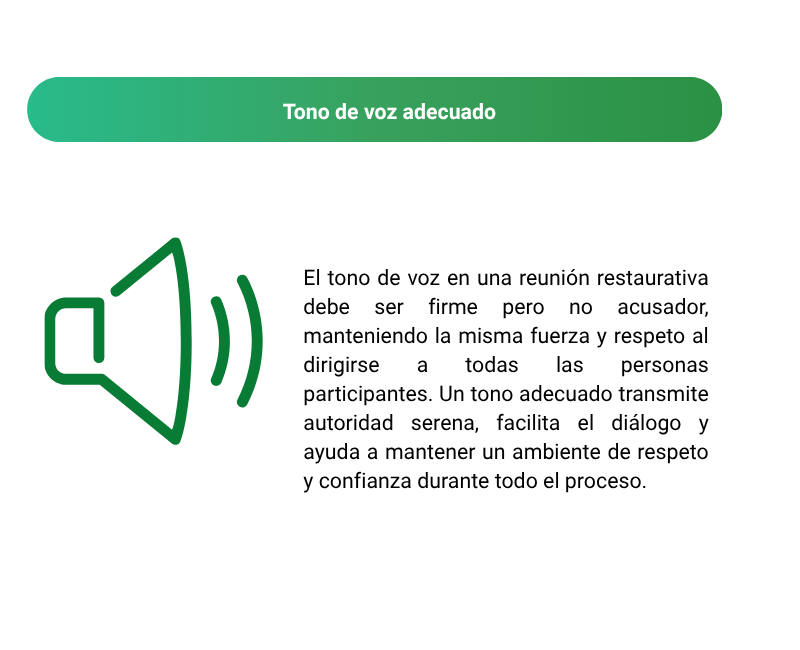 Tono de voz adecuado
El tono de voz en una reunión restaurativa
debe ser firme pero no acusador,
manteniendo la misma fuerza y respeto al
dirigirse a todas las personas
participantes. Un tono adecuado transmite
autoridad serena, facilita el diálogo y
ayuda a mantener un ambiente de respeto
y confianza durante todo el proceso.